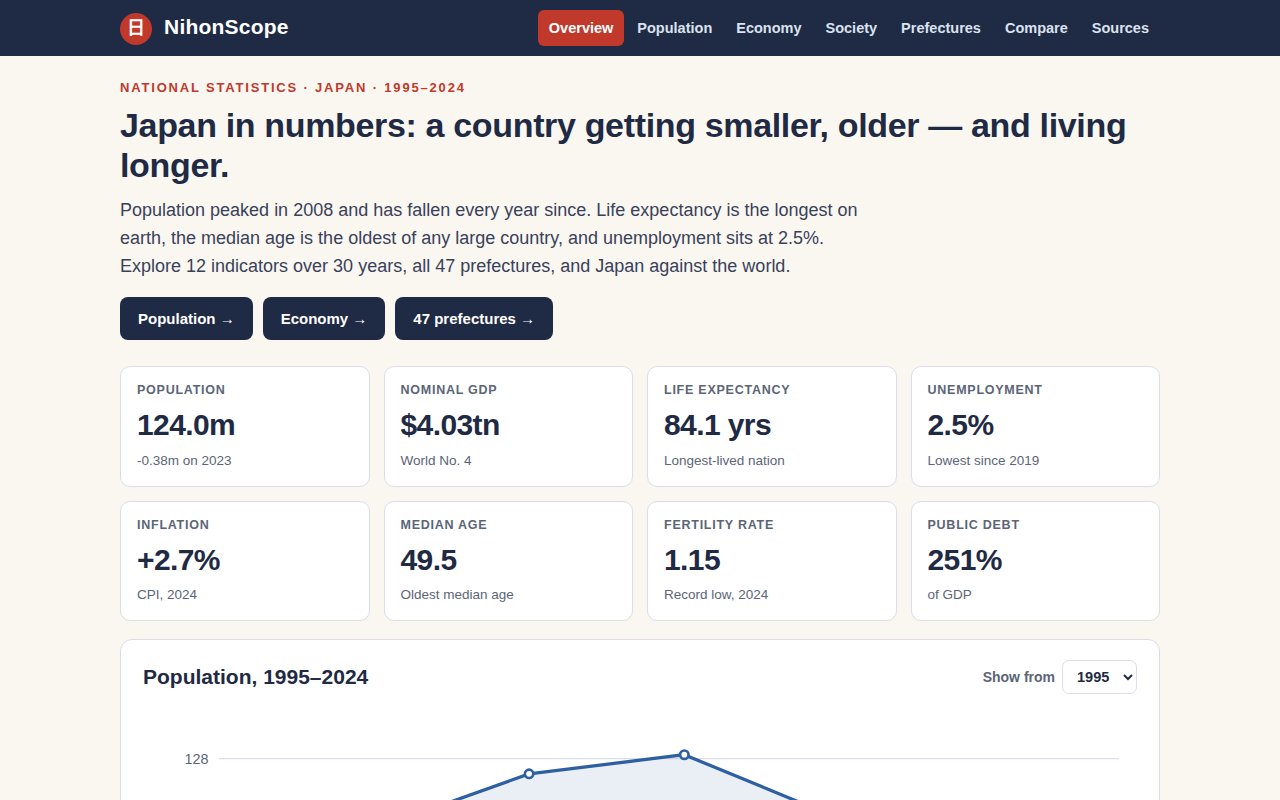 日 NihonScope
Overview Population Economy Society Prefectures Compare Sources
NATIONAL STATISTICS · JAPAN · 1995–2024
Japan in numbers: a country getting smaller, older — and living
longer.
Population peaked in 2008 and has fallen every year since. Life expectancy is the longest on
earth, the median age is the oldest of any large country, and unemployment sits at 2.5%.
Explore 12 indicators over 30 years, all 47 prefectures, and Japan against the world.
Population → Economy → 47 prefectures →
POPULATION
124.0m
-0.38m on 2023
NOMINAL GDP
$4.03tn
World No. 4
LIFE EXPECTANCY
84.1 yrs
Longest-lived nation
UNEMPLOYMENT
2.5%
Lowest since 2019
INFLATION
+2.7%
CPI, 2024
MEDIAN AGE
49.5
Oldest median age
FERTILITY RATE
1.15
Record low, 2024
PUBLIC DEBT
251%
of GDP
Population, 1995–2024
Show from 1995
128